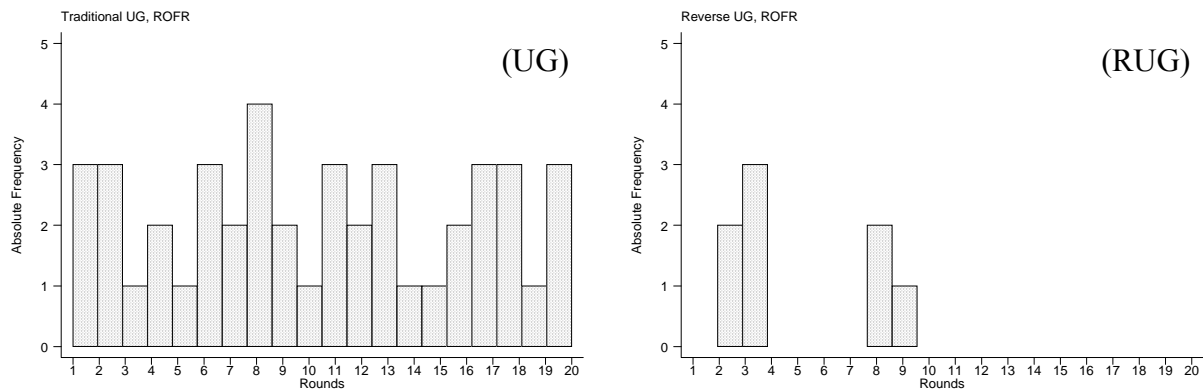 Traditional UG, ROFR
(UG)
5
4
3
2
1
0
Absolute Frequency
1 2 3 4 5 6 7 8 9 10 11 12 13 14 15 16 17 18 19 20
Rounds
Reverse UG, ROFR
(RUG)
5
4
3
2
1
0
Absolute Frequency
1 2 3 4 5 6 7 8 9 10 11 12 13 14 15 16 17 18 19 20
Rounds